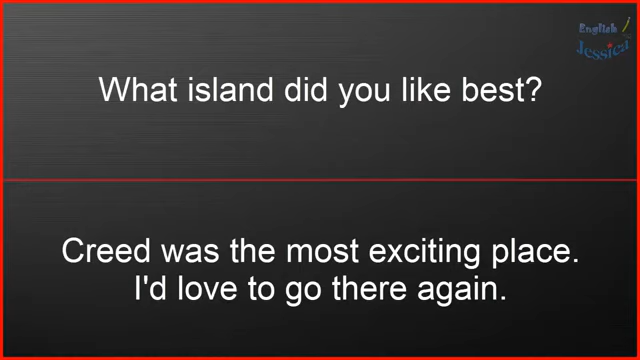 English
Jessica
What island did you like best?
Creed was the most exciting place.
I'd love to go there again.